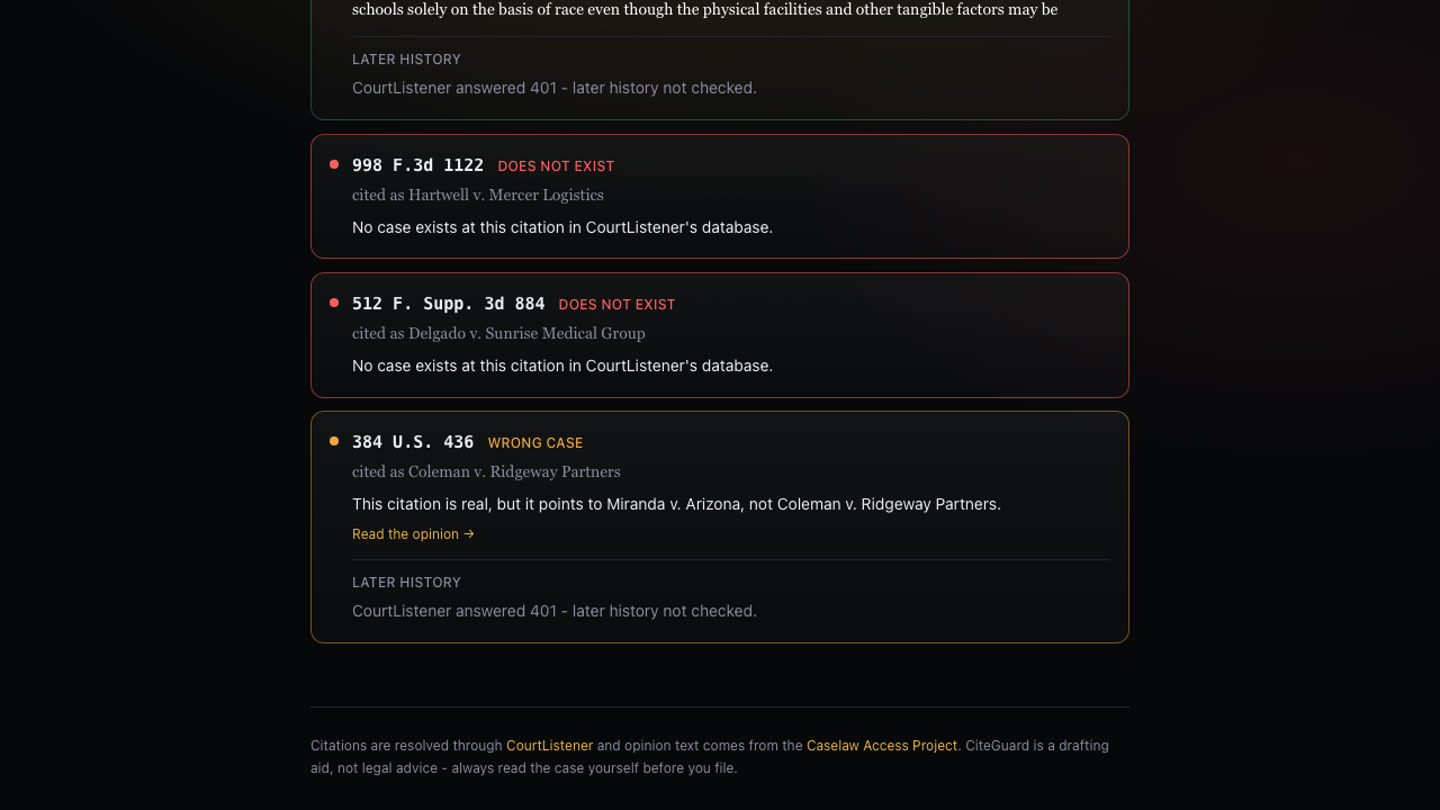 schools solely on the basis of race even though the physical facilities and other tangible factors may be
LATER HISTORY
CourtListener answered 401 - later history not checked.
998 F.3d 1122 DOES NOT EXIST
cited as Hartwell v. Mercer Logistics
No case exists at this citation in CourtListener's database.
512 F. Supp. 3d 884 DOES NOT EXIST
cited as Delgado v. Sunrise Medical Group
No case exists at this citation in CourtListener's database.
384 U.S. 436 WRONG CASE
cited as Coleman v. Ridgeway Partners
This citation is real, but it points to Miranda v. Arizona, not Coleman v. Ridgeway Partners.
Read the opinion →
LATER HISTORY
CourtListener answered 401 - later history not checked.
Citations are resolved through CourtListener and opinion text comes from the Caselaw Access Project. CiteGuard is a drafting
aid, not legal advice - always read the case yourself before you file.